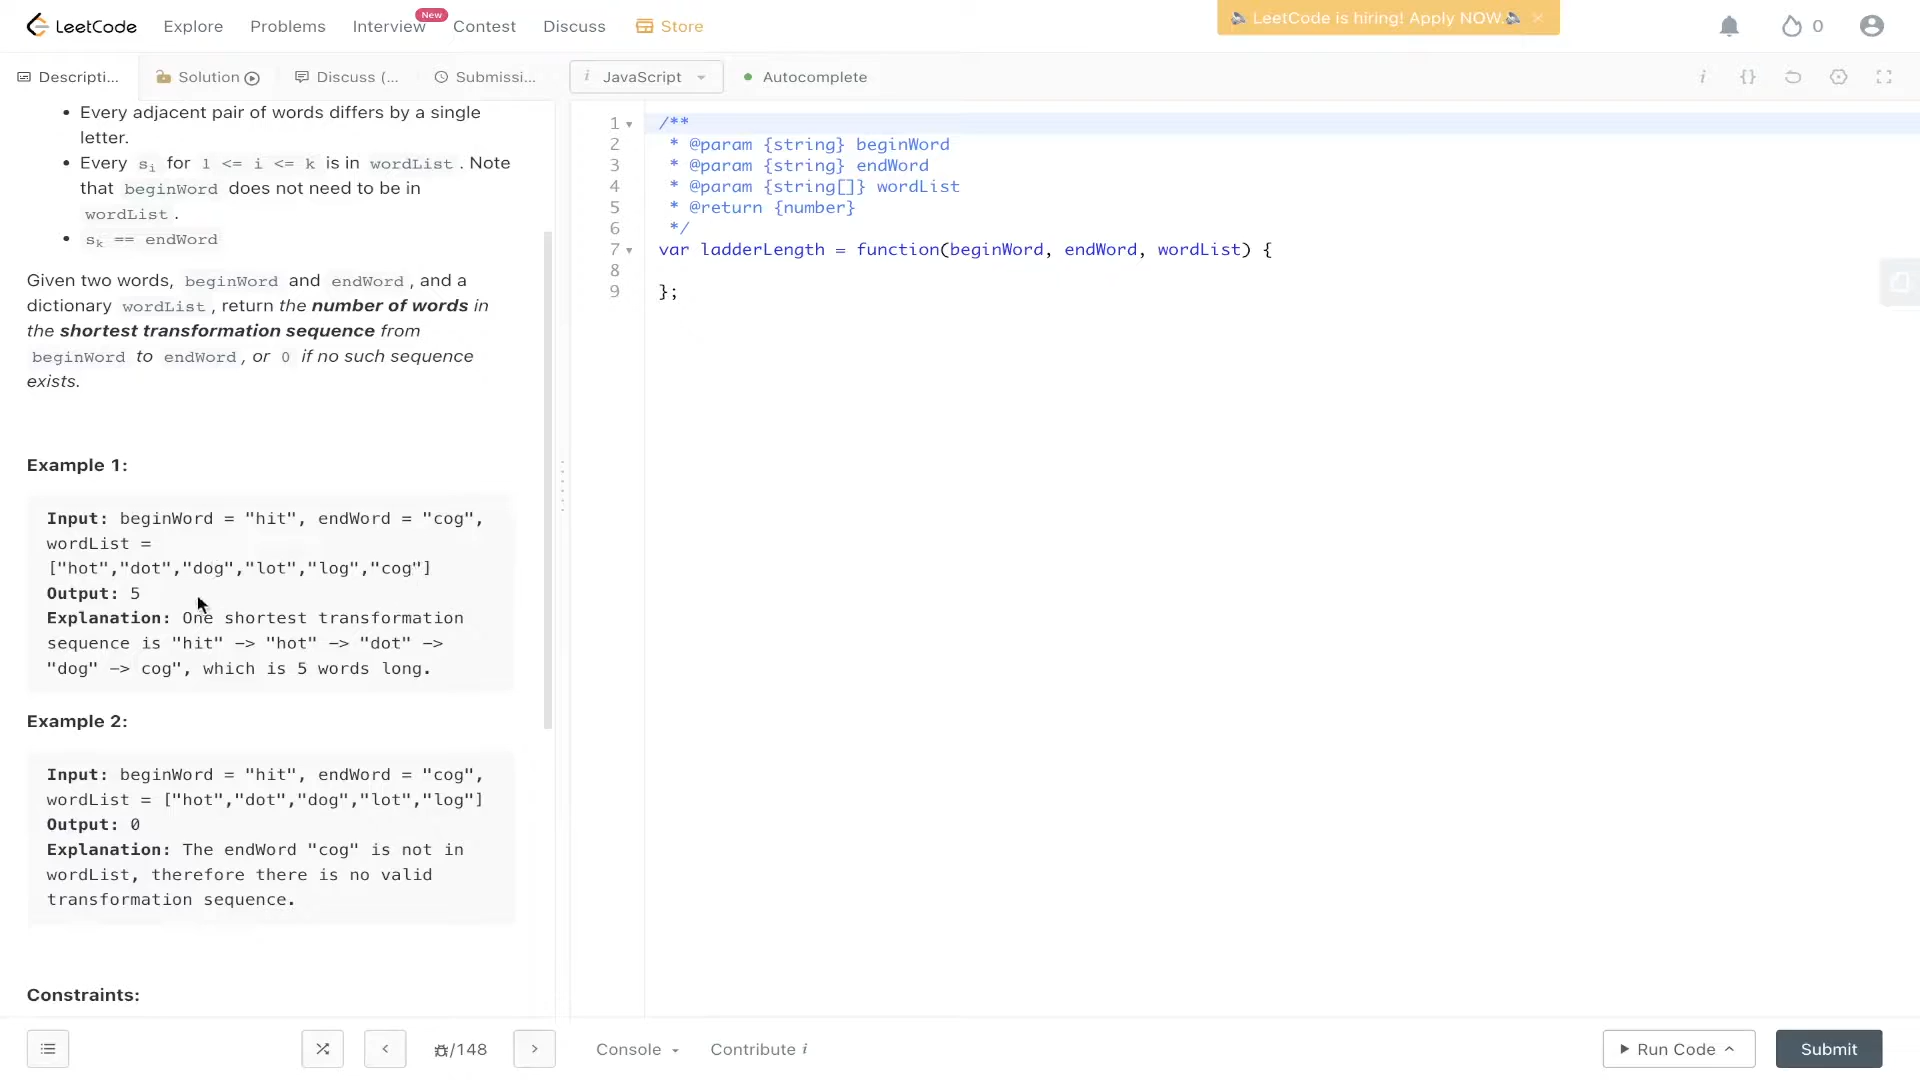 LeetCode Explore Problems Interview New Contest Discuss Store LeetCode is hiring! Apply NOW. 0
Descripti... Solution Discuss (... Submissi... i JavaScript Autocomplete i {}
• Every adjacent pair of words differs by a single
letter.
• Every si for 1 <= i <= k is in wordList. Note
that beginWord does not need to be in
wordList.
• sk == endWord
Given two words, beginWord and endWord, and a
dictionary wordList, return the number of words in
the shortest transformation sequence from
beginWord to endWord, or 0 if no such sequence
exists.
Example 1:
Input: beginWord = "hit", endWord = "cog",
wordList =
["hot","dot","dog","lot","log","cog"]
Output: 5
Explanation: One shortest transformation
sequence is "hit" -> "hot" -> "dot" ->
"dog" -> cog", which is 5 words long.
Example 2:
Input: beginWord = "hit", endWord = "cog",
wordList = ["hot","dot","dog","lot","log"]
Output: 0
Explanation: The endWord "cog" is not in
wordList, therefore there is no valid
transformation sequence.
Constraints:
1 /**
2 * @param {string} beginWord
3 * @param {string} endWord
4 * @param {string[]} wordList
5 * @return {number}
6 */
7 var ladderLength = function(beginWord, endWord, wordList) {
8
9 };
/148 Console Contribute i Run Code Submit